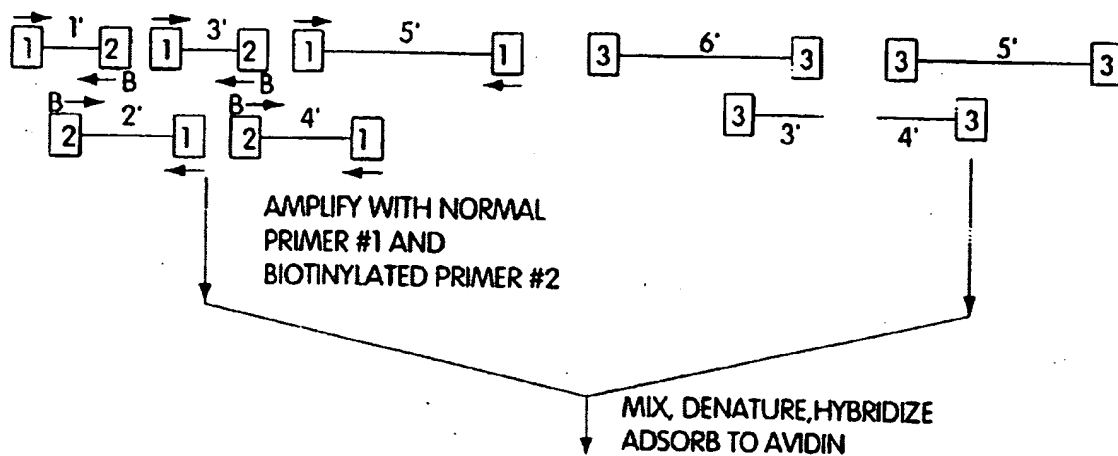 1 1' 2 1 3' 2 1 5' 1 3 6' 3 3 5' 3
B B
B B
2 2' 1 2 4' 1 3 3' 4' 3
AMPLIFY WITH NORMAL
PRIMER #1 AND
BIOTINYLATED PRIMER #2
MIX, DENATURE, HYBRIDIZE
ADSORB TO AVIDIN